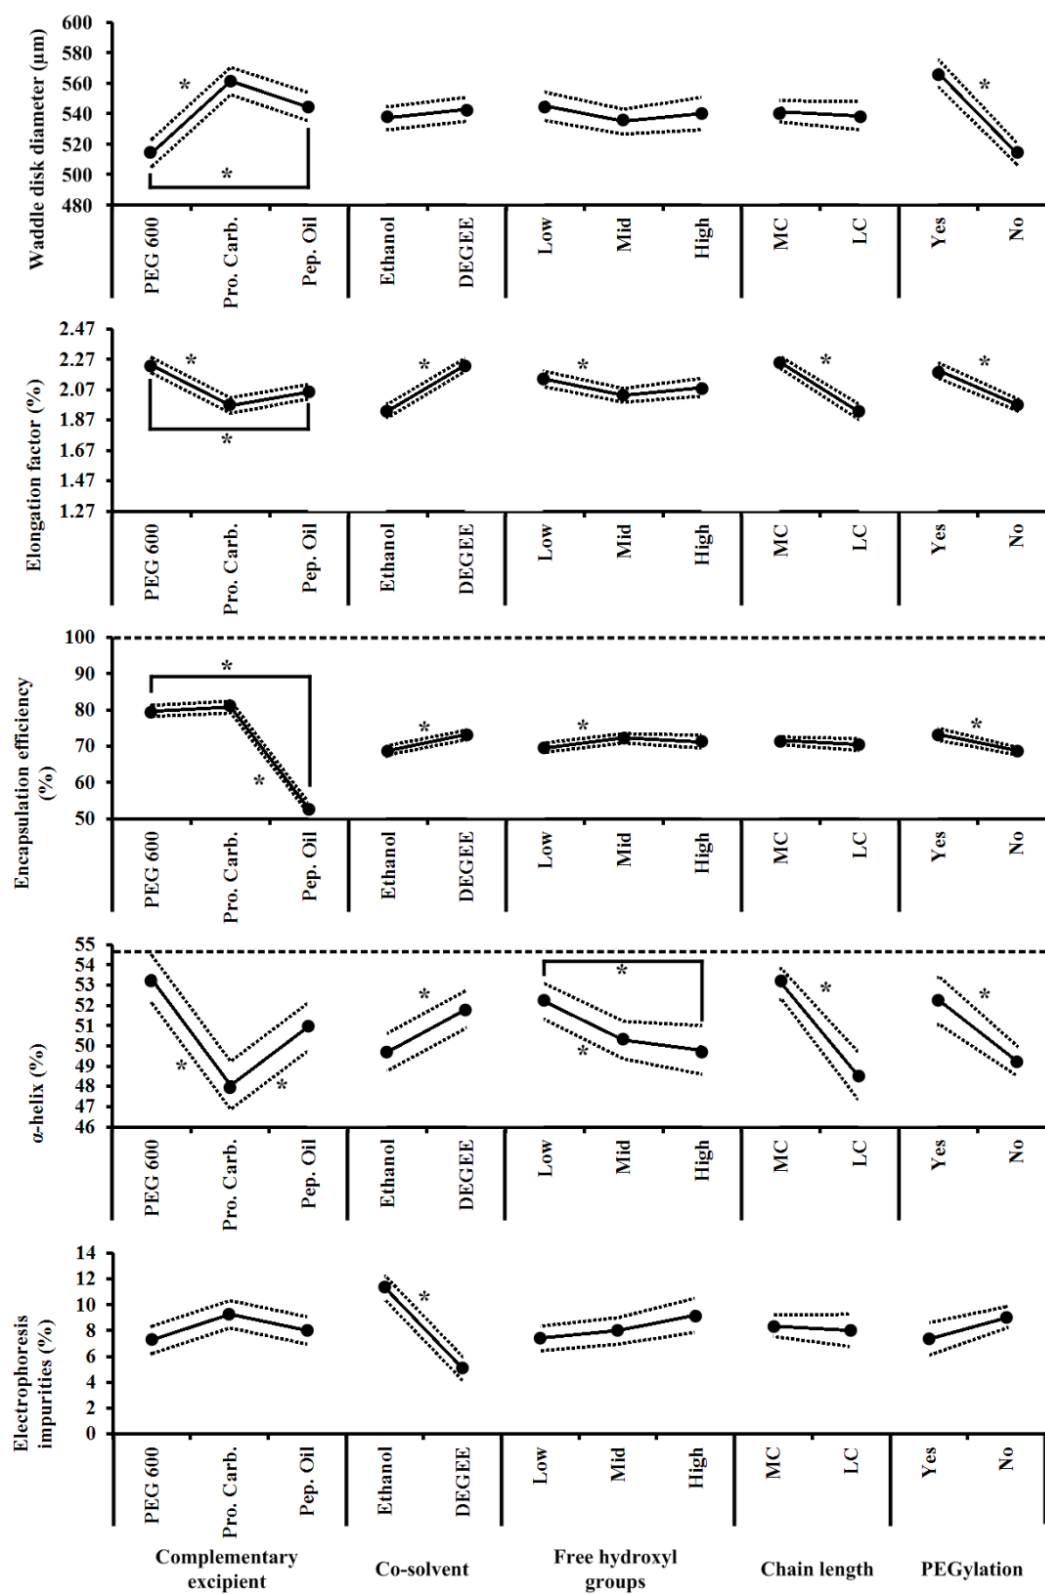 Waddle disk diameter (µm)
600
580
560
540
520
500
480
*
*
*
PEG 600
Pro. Carb.
Pep. Oil
Ethanol
DEGEE
Low
Mid
High
MC
LC
Yes
No
Elongation factor (%)
2.47
2.27
2.07
1.87
1.67
1.47
1.27
*
*
*
*
*
*
PEG 600
Pro. Carb.
Pep. Oil
Ethanol
DEGEE
Low
Mid
High
MC
LC
Yes
No
Encapsulation efficiency
(%)
100
90
80
70
60
50
*
*
*
*
*
PEG 600
Pro. Carb.
Pep. Oil
Ethanol
DEGEE
Low
Mid
High
MC
LC
Yes
No
α-helix (%)
55
54
53
52
51
50
49
48
47
46
*
*
*
*
*
*
*
PEG 600
Pro. Carb.
Pep. Oil
Ethanol
DEGEE
Low
Mid
High
MC
LC
Yes
No
Electrophoresis
impurities (%)
14
12
10
8
6
4
2
0
*
PEG 600
Pro. Carb.
Pep. Oil
Ethanol
DEGEE
Low
Mid
High
MC
LC
Yes
No
Complementary
excipient
Co-solvent
Free hydroxyl
groups
Chain length
PEGylation